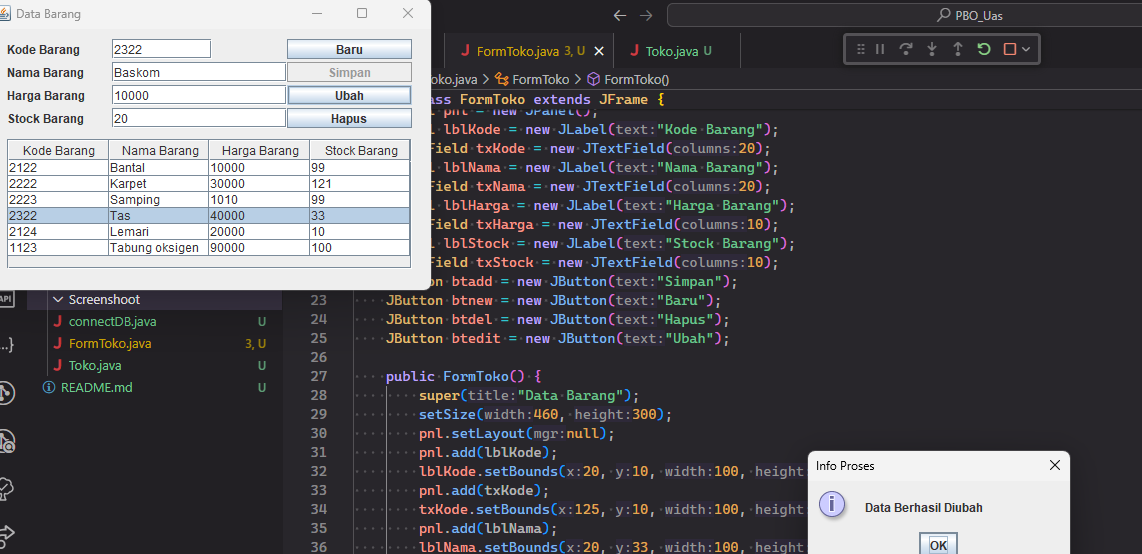 Data Barang
Kode Barang 2322 Baru
Nama Barang Baskom Simpan
Harga Barang 10000 Ubah
Stock Barang 20 Hapus
Kode Barang Nama Barang Harga Barang Stock Barang
2122 Bantal 10000 99
2222 Karpet 30000 121
2223 Samping 1010 99
2322 Tas 40000 33
2124 Lemari 20000 10
1123 Tabung oksigen 90000 100
PBO_Uas
FormToko.java 3, U Toko.java U
oko.java > FormToko > FormToko()
ass FormToko extends JFrame {
l pnl = new JPanel();
l lblKode = new JLabel(text:"Kode Barang");
Field txKode = new JTextField(columns:20);
l lblNama = new JLabel(text:"Nama Barang");
Field txNama = new JTextField(columns:20);
l lblHarga = new JLabel(text:"Harga Barang");
Field txHarga = new JTextField(columns:10);
l lblStock = new JLabel(text:"Stock Barang");
Field txStock = new JTextField(columns:10);
on btadd = new JButton(text:"Simpan");
23 JButton btnew = new JButton(text:"Baru");
24 JButton btdel = new JButton(text:"Hapus");
25 JButton btedit = new JButton(text:"Ubah");
26
27 public FormToko() {
28 super(title:"Data Barang");
29 setSize(width:460, height:300);
30 pnl.setLayout(mgr:null);
31 pnl.add(lblKode);
32 lblKode.setBounds(x:20, y:10, width:100, height:
33 pnl.add(txKode);
34 txKode.setBounds(x:125, y:10, width:100, height:
35 pnl.add(lblNama);
36 lblNama.setBounds(x:20, y:33, width:100, height:
API
Screenshoot
connectDB.java U
FormToko.java 3, U
Toko.java U
README.md U
...}
Info Proses
Data Berhasil Diubah
OK